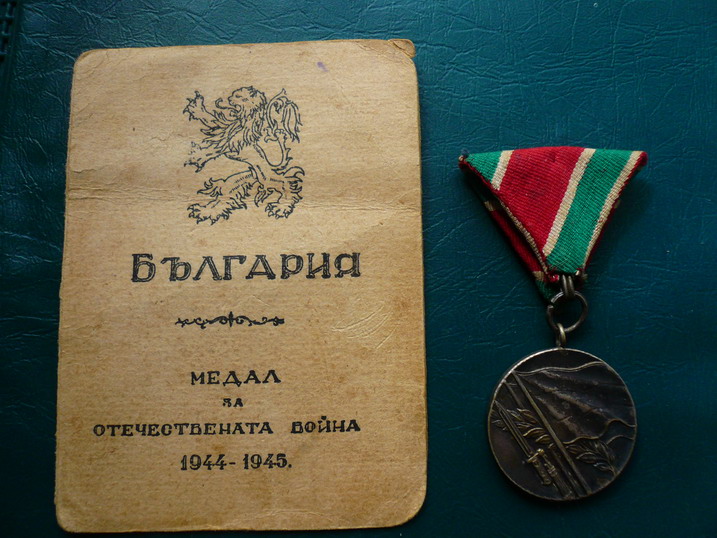 БЪЛГАРИЯ
МЕДАЛ
ЗА
ОТЕЧЕСТВЕНАТА ВОЙНА
1944-1945.